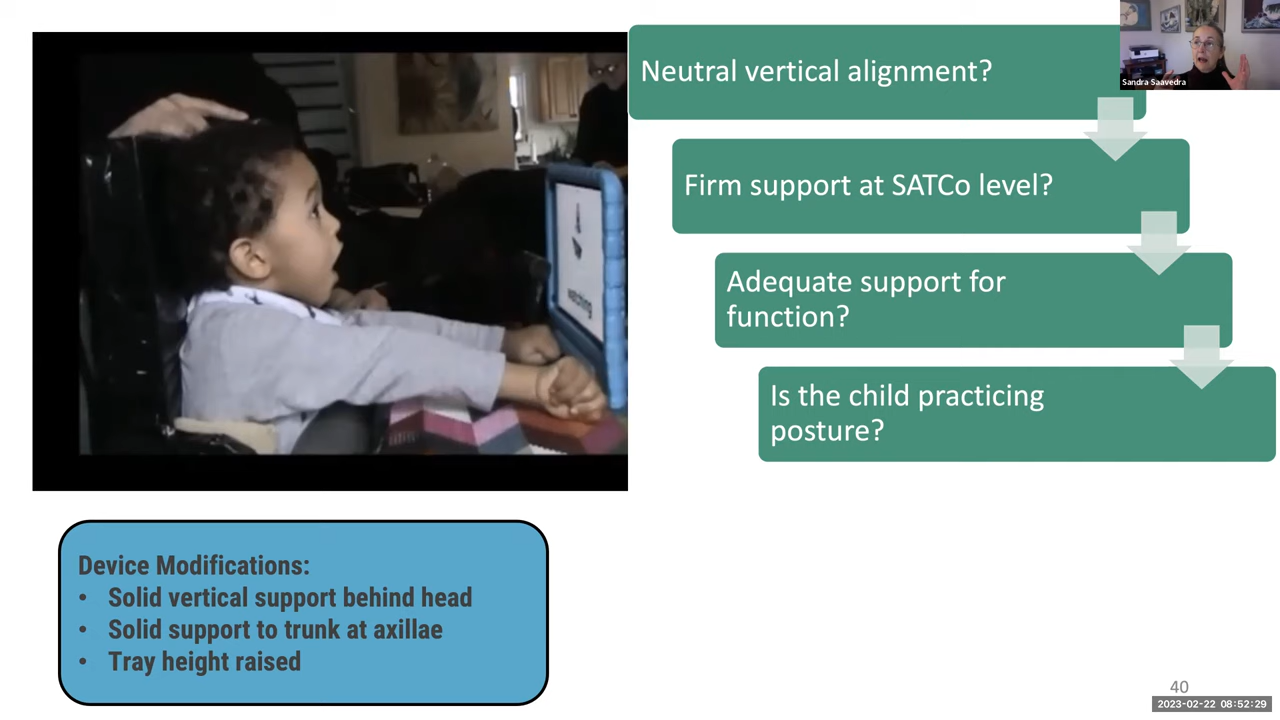 Neutral vertical alignment?
Sandra Saavedra
Firm support at SATCo level?
Adequate support for
function?
Is the child practicing
posture?
watching
Device Modifications:
• Solid vertical support behind head
• Solid support to trunk at axillae
• Tray height raised
40
2023-02-22 08:52:29